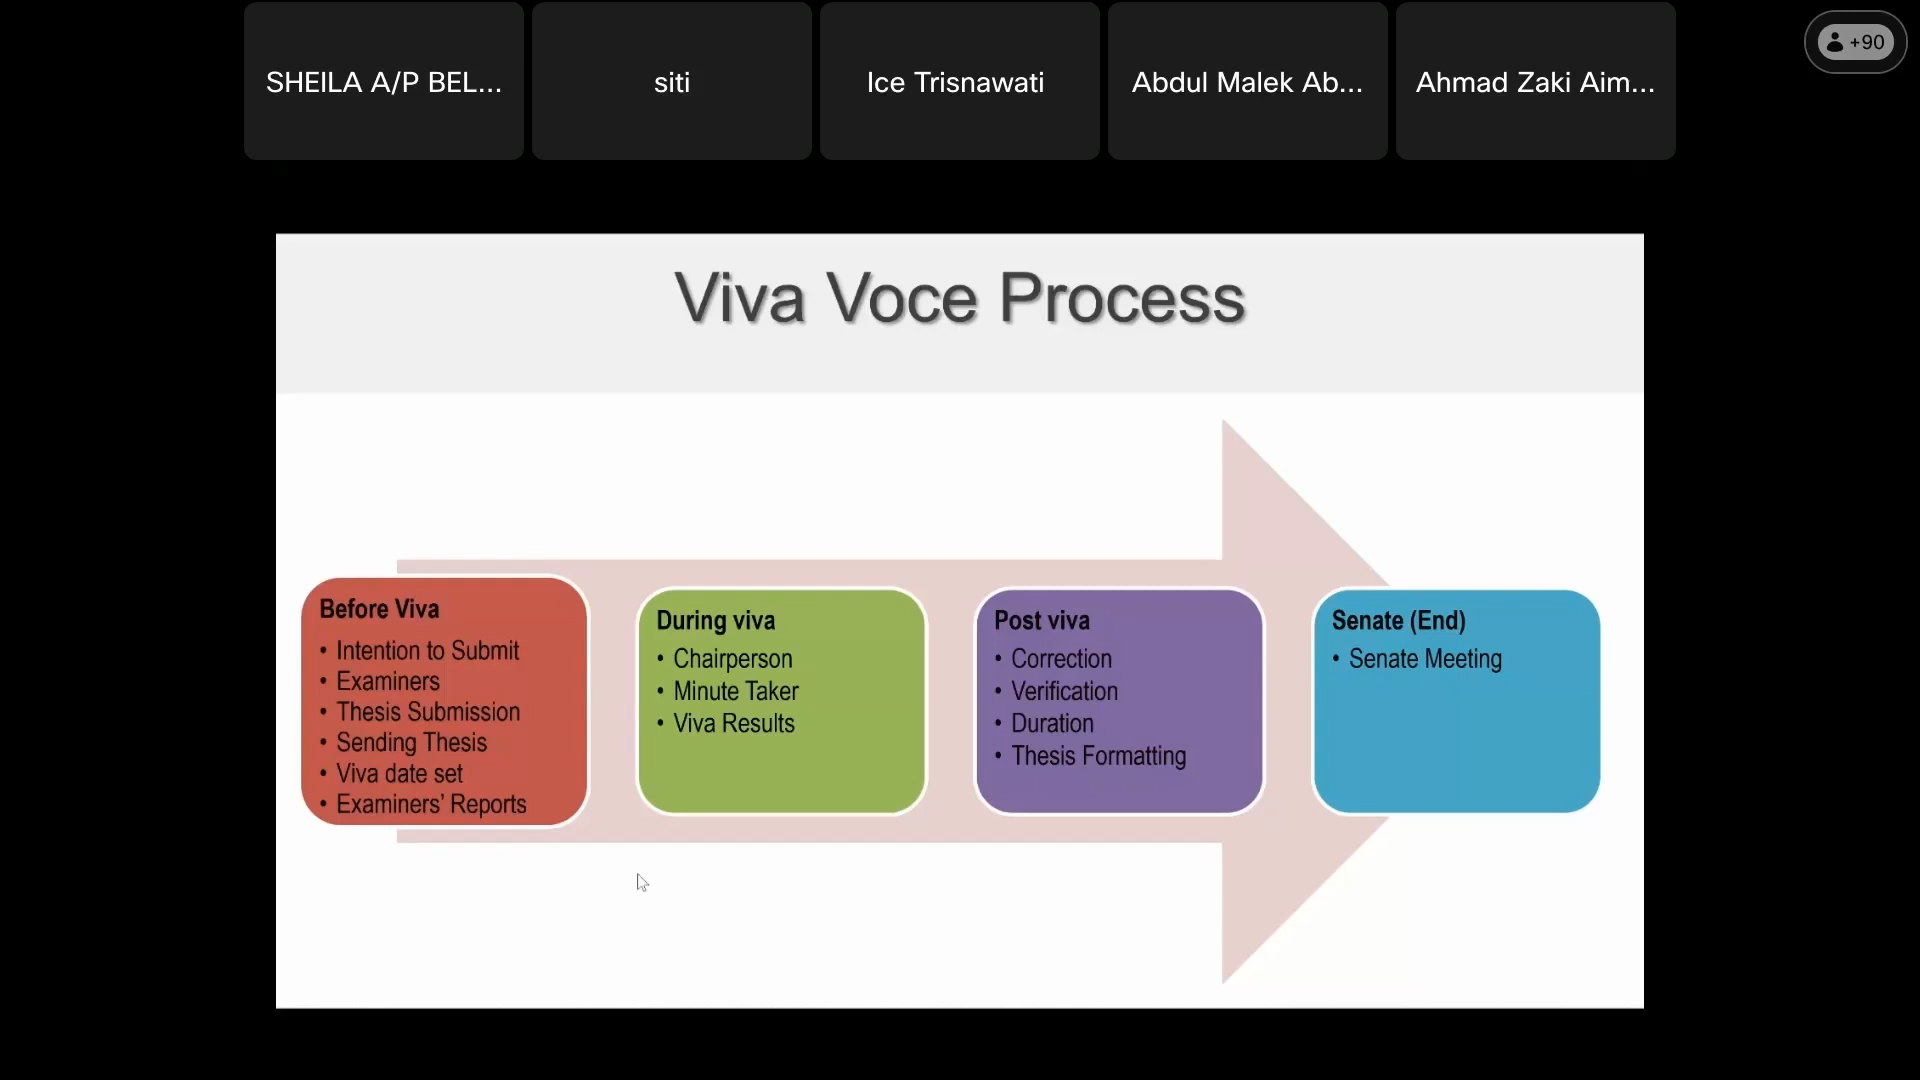 SHEILA A/P BEL...
siti
Ice Trisnawati
Abdul Malek Ab...
Ahmad Zaki Aim...
+90
Viva Voce Process
Before Viva
• Intention to Submit
• Examiners
• Thesis Submission
• Sending Thesis
• Viva date set
• Examiners’ Reports
During viva
• Chairperson
• Minute Taker
• Viva Results
Post viva
• Correction
• Verification
• Duration
• Thesis Formatting
Senate (End)
• Senate Meeting